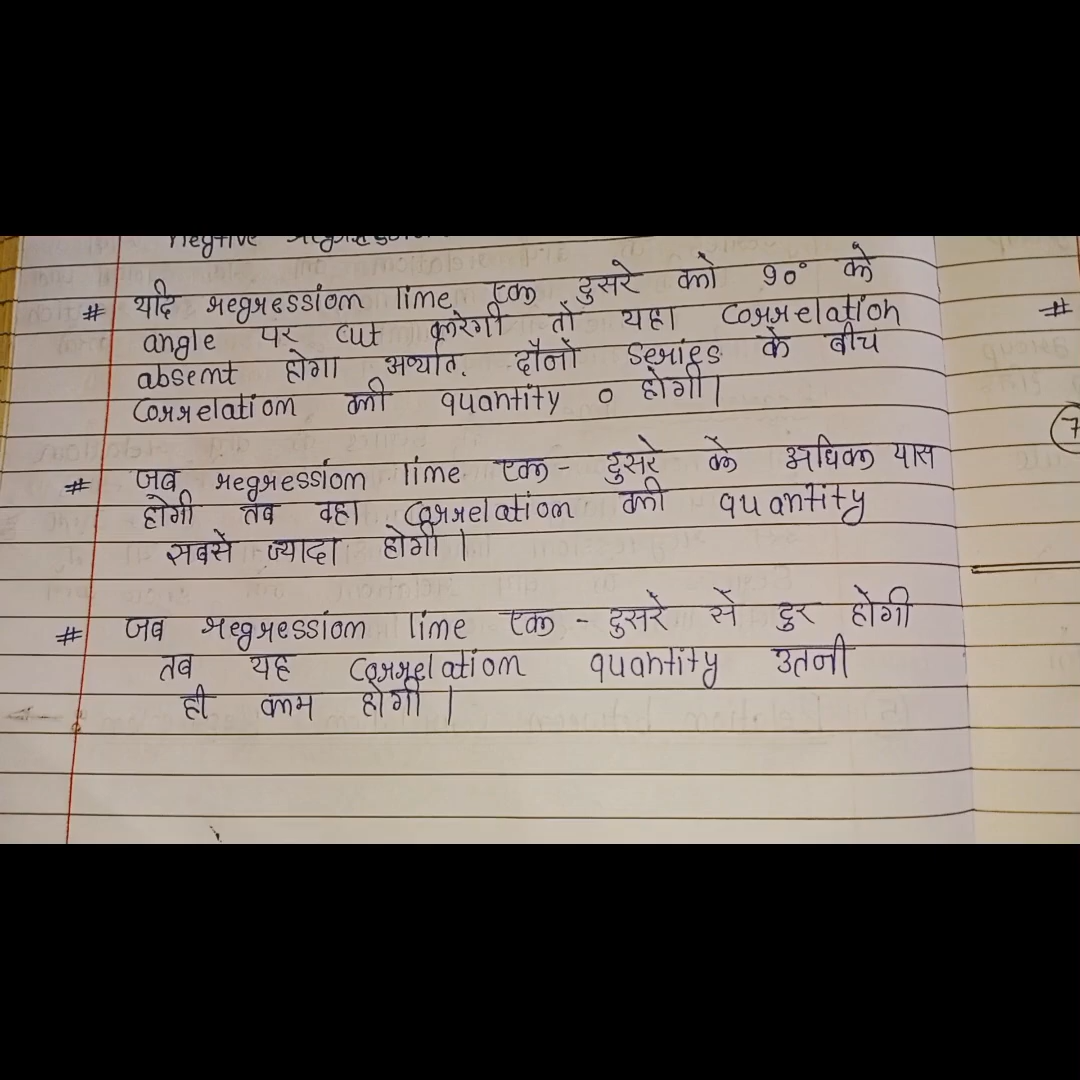 # यदि regression line एक दुसरे को 90° के
angle पर cut करेगी तो यहा correlation
absent होगा अर्थात् दौनों series के बीच
correlation की quantity 0 होगी।
# जब regression line एक - दुसरे के अधिक पास
होगी तब वहा correlation की quantity
सबसे ज्यादा होगी।
# जब regression line एक - दुसरे सें दुर होगी
तब यह correlation quantity उतनी
ही कम होगी।
#
7